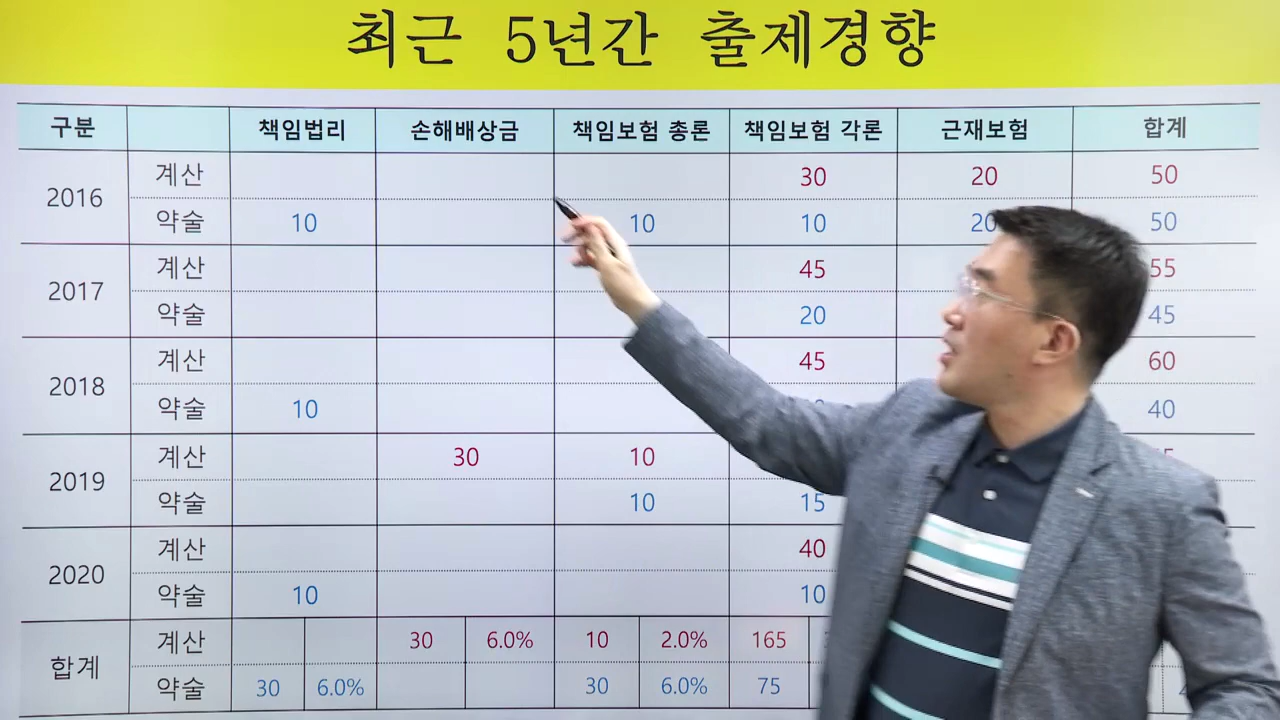 최근 5년간 출제경향
구분 책임법리 손해배상금 책임보험 총론 책임보험 각론 근재보험 합계
2016 계산 30 20 50
약술 10 10 10 20 50
2017 계산 45 55
약술 20 45
2018 계산 45 60
약술 10 40
2019 계산 30 10
약술 10 15
2020 계산 40
약술 10 10
합계 계산 30 6.0% 10 2.0% 165
약술 30 6.0% 30 6.0% 75